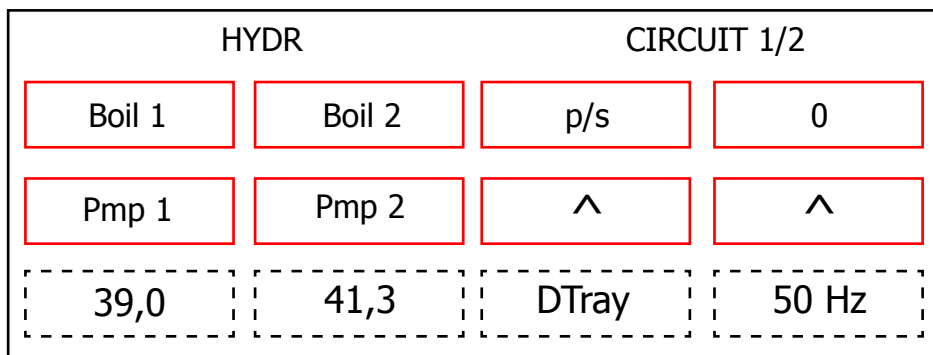 HYDR CIRCUIT 1/2
Boil 1 Boil 2 p/s 0
Pmp 1 Pmp 2 ^ ^
39,0 41,3 DTray 50 Hz